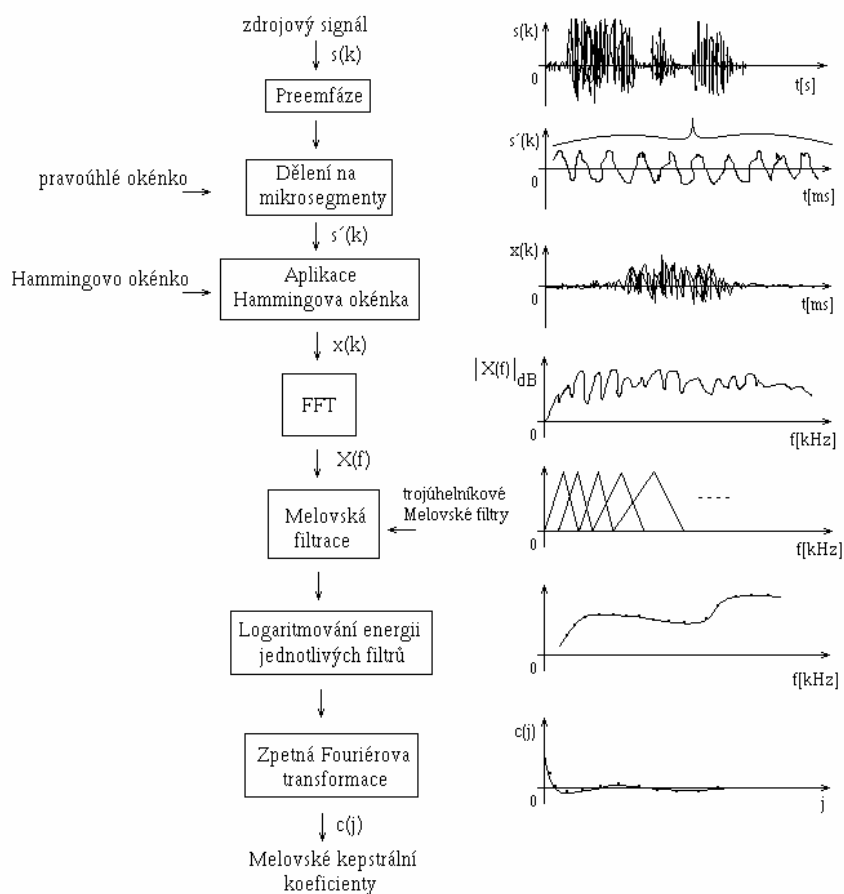 zdrojový signál
s(k)
Preemfáze
pravoúhlé okénko
Dělení na
mikrosegmenty
s´(k)
Hammingovo okénko
Aplikace
Hammingova okénka
x(k)
FFT
X(f)
trojúhelníkové
Melovské filtry
Melovská
filtrace
Logaritmování energii
jednotlivých filtrů
Zpetná Fouriérova
transformace
c(j)
Melovské kepstrální
koeficienty
s(k)
0
t[s]
s´(k)
0
t[ms]
x(k)
0
t[ms]
|X(f)|dB
0
f[kHz]
0
f[kHz]
0
f[kHz]
c(j)
0
j